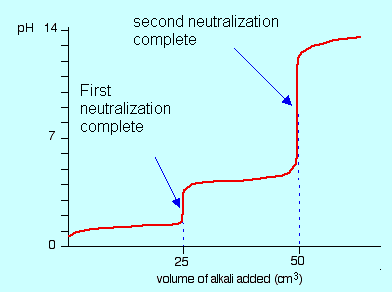 pH 14
second neutralization
complete
First
neutralization
complete
7
0
25 50
volume of alkali added (cm³)